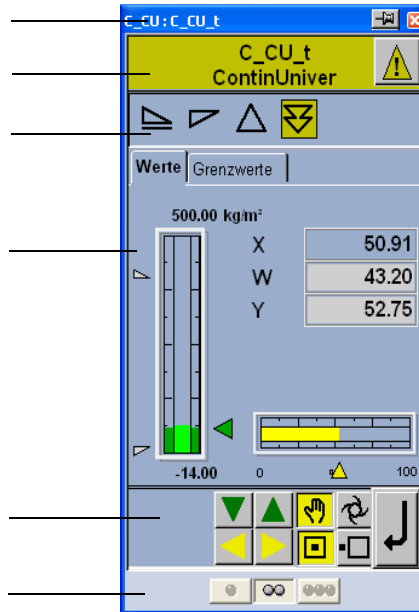 C_CU:C_CU_t
C_CU_t
ContinUniver
Werte Grenzwerte
500.00 kg/m³
X 50.91
W 43.20
Y 52.75
-14.00 0 100